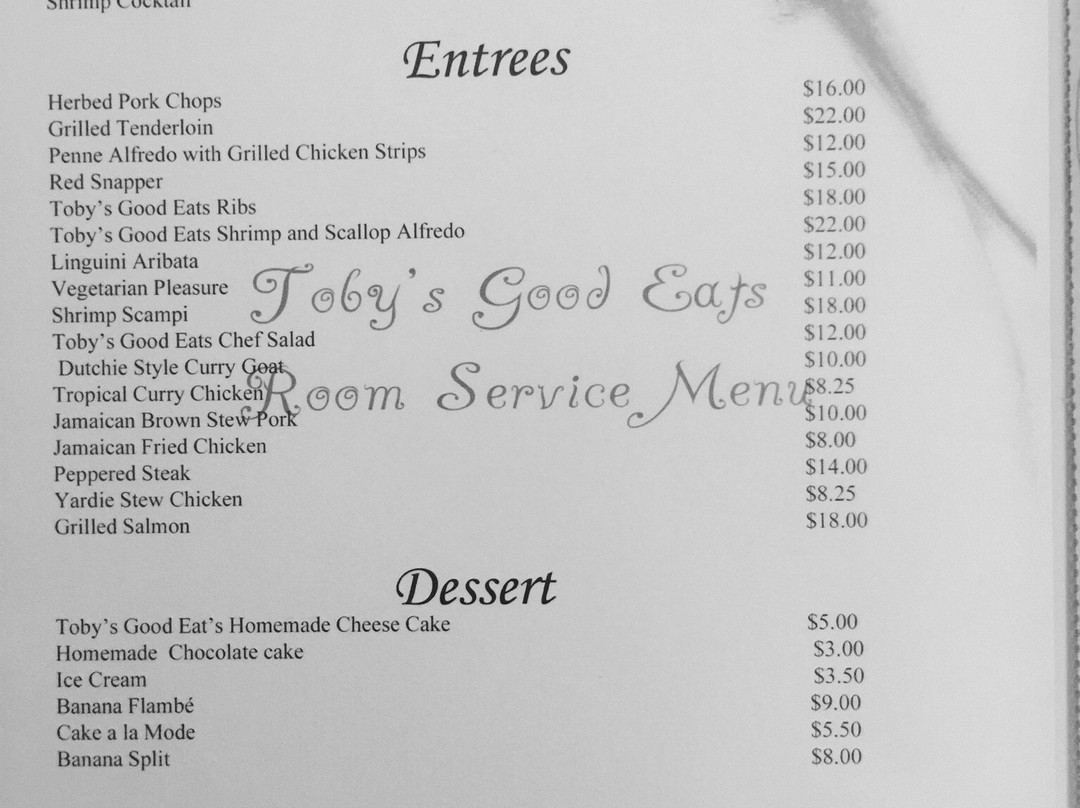 Shrimp Cocktail
Entrees
Herbed Pork Chops $16.00
Grilled Tenderloin $22.00
Penne Alfredo with Grilled Chicken Strips $12.00
Red Snapper $15.00
Toby's Good Eats Ribs $18.00
Toby's Good Eats Shrimp and Scallop Alfredo $22.00
Linguini Aribata $12.00
Vegetarian Pleasure $11.00
Shrimp Scampi $18.00
Toby's Good Eats Chef Salad $12.00
Dutchie Style Curry Goat $10.00
Tropical Curry Chicken $8.25
Jamaican Brown Stew Pork $10.00
Jamaican Fried Chicken $8.00
Peppered Steak $14.00
Yardie Stew Chicken $8.25
Grilled Salmon $18.00
Toby's Good Eats
Room Service Menu
Dessert
Toby's Good Eat's Homemade Cheese Cake $5.00
Homemade Chocolate cake $3.00
Ice Cream $3.50
Banana Flambé $9.00
Cake a la Mode $5.50
Banana Split $8.00